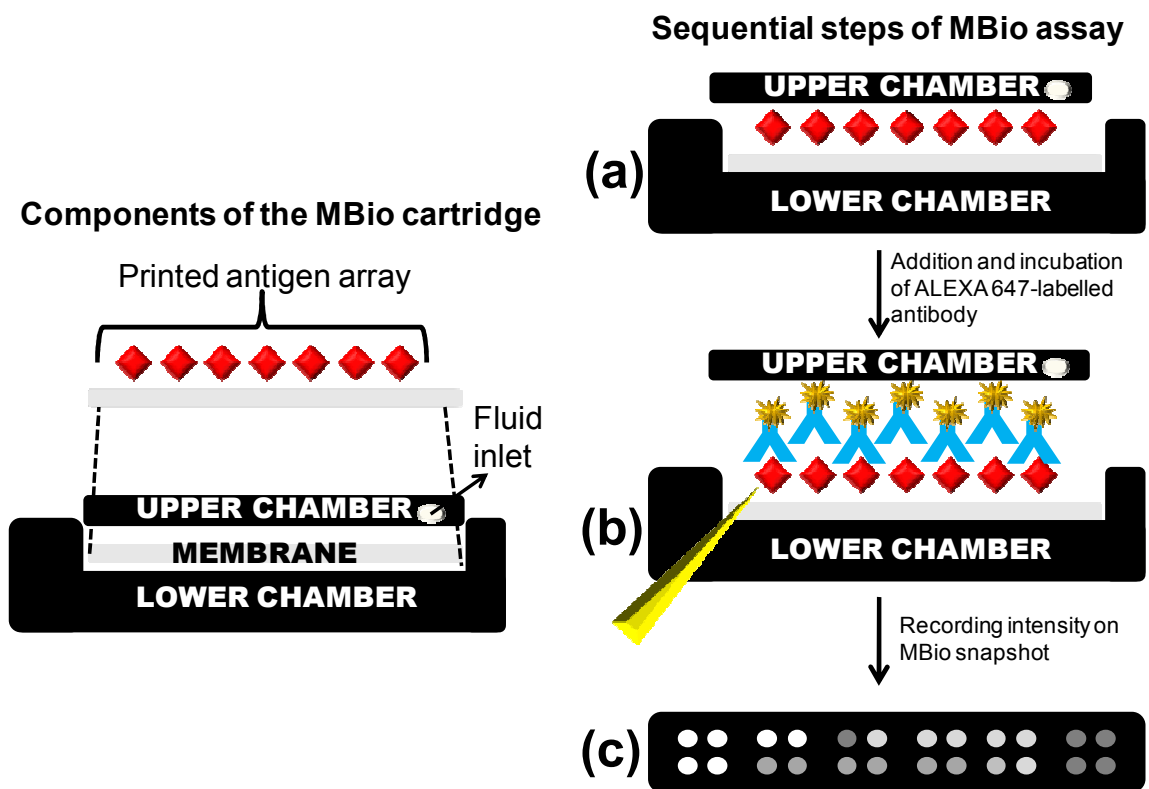 Components of the MBio cartridge
Printed antigen array
Fluid
inlet
UPPER CHAMBER
MEMBRANE
LOWER CHAMBER
Sequential steps of MBio assay
UPPER CHAMBER
(a)
LOWER CHAMBER
Addition and incubation
of ALEXA 647-labelled
antibody
UPPER CHAMBER
(b)
LOWER CHAMBER
Recording intensity on
MBio snapshot
(c)